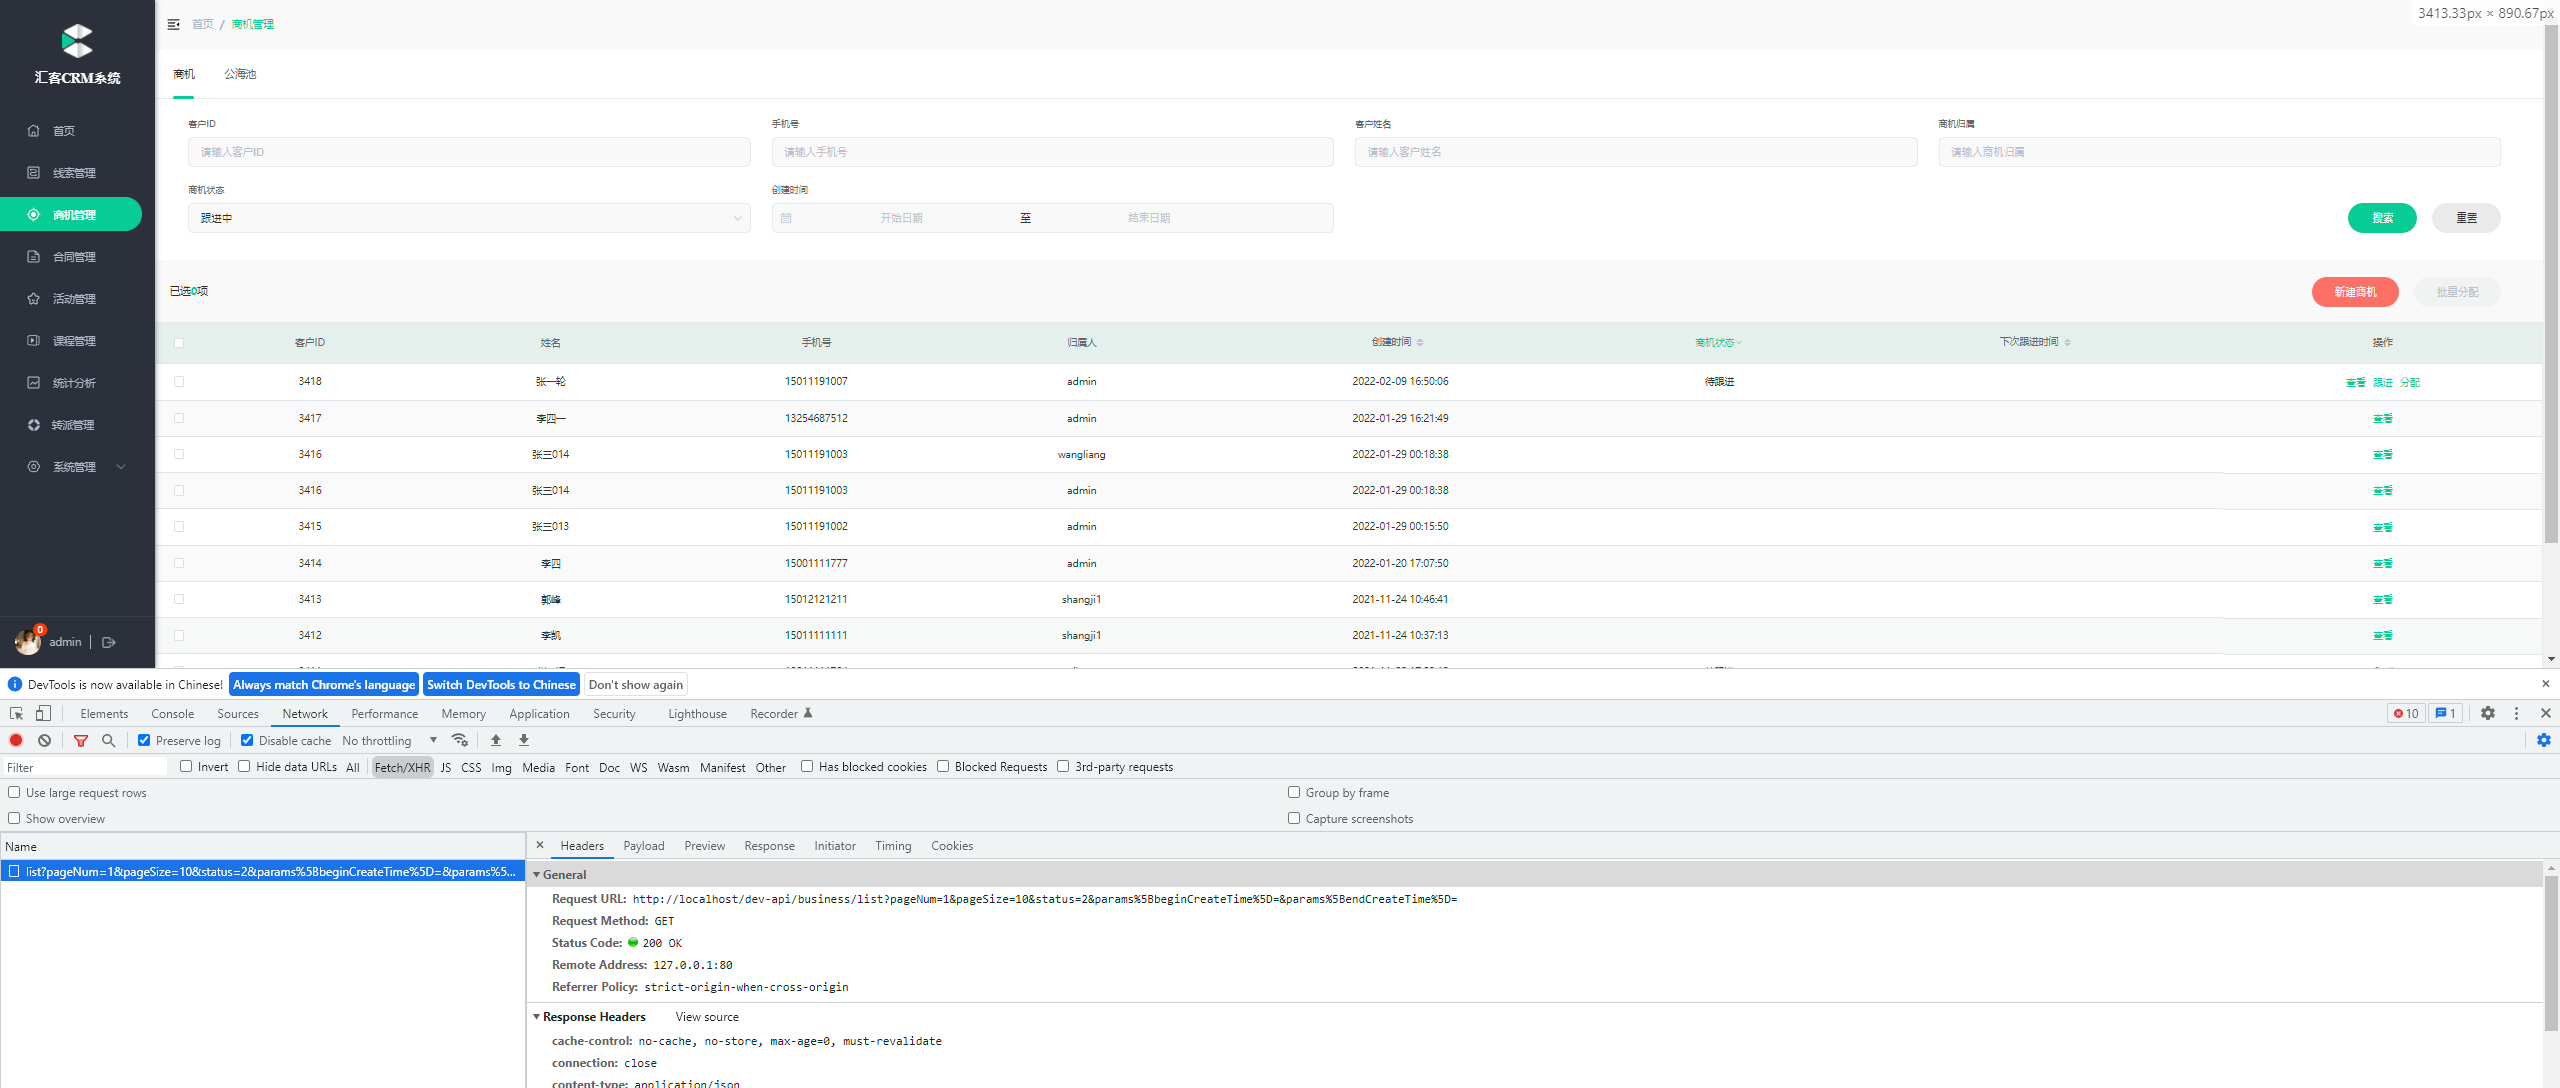 首页 / 商机管理
3413.33px × 890.67px
汇客CRM系统
首页
线索管理
商机管理
合同管理
活动管理
课程管理
统计分析
转派管理
系统管理
0
admin
商机 公海池
客户ID 手机号 客户姓名 商机归属
请输入客户ID 请输入手机号 请输入客户姓名 请输入商机归属
商机状态 创建时间
跟进中 开始日期 至 结束日期 搜索 重置
已选0项 新建商机 批量分配
客户ID 姓名 手机号 归属人 创建时间 商机状态 下次跟进时间 操作
3418 张一轮 15011191007 admin 2022-02-09 16:50:06 待跟进 查看 跟进 分配
3417 李四一 13254687512 admin 2022-01-29 16:21:49 查看
3416 张三014 15011191003 wangliang 2022-01-29 00:18:38 查看
3416 张三014 15011191003 admin 2022-01-29 00:18:38 查看
3415 张三013 15011191002 admin 2022-01-29 00:15:50 查看
3414 李四 15001111777 admin 2022-01-20 17:07:50 查看
3413 郭峰 15012121211 shangji1 2021-11-24 10:46:41 查看
3412 李凯 15011111111 shangji1 2021-11-24 10:37:13 查看
DevTools is now available in Chinese! Always match Chrome's language Switch DevTools to Chinese Don't show again
Elements Console Sources Network Performance Memory Application Security Lighthouse Recorder 10 1
Preserve log Disable cache No throttling
Filter Invert Hide data URLs All Fetch/XHR JS CSS Img Media Font Doc WS Wasm Manifest Other Has blocked cookies Blocked Requests 3rd-party requests
Use large request rows Group by frame
Show overview Capture screenshots
Name
list?pageNum=1&pageSize=10&status=2&params%5BbeginCreateTime%5D=&params%5...
Headers Payload Preview Response Initiator Timing Cookies
General
Request URL: http://localhost/dev-api/business/list?pageNum=1&pageSize=10&status=2&params%5BbeginCreateTime%5D=&params%5BendCreateTime%5D=
Request Method: GET
Status Code: 200 OK
Remote Address: 127.0.0.1:80
Referrer Policy: strict-origin-when-cross-origin
Response Headers View source
cache-control: no-cache, no-store, max-age=0, must-revalidate
connection: close
content-type: application/json